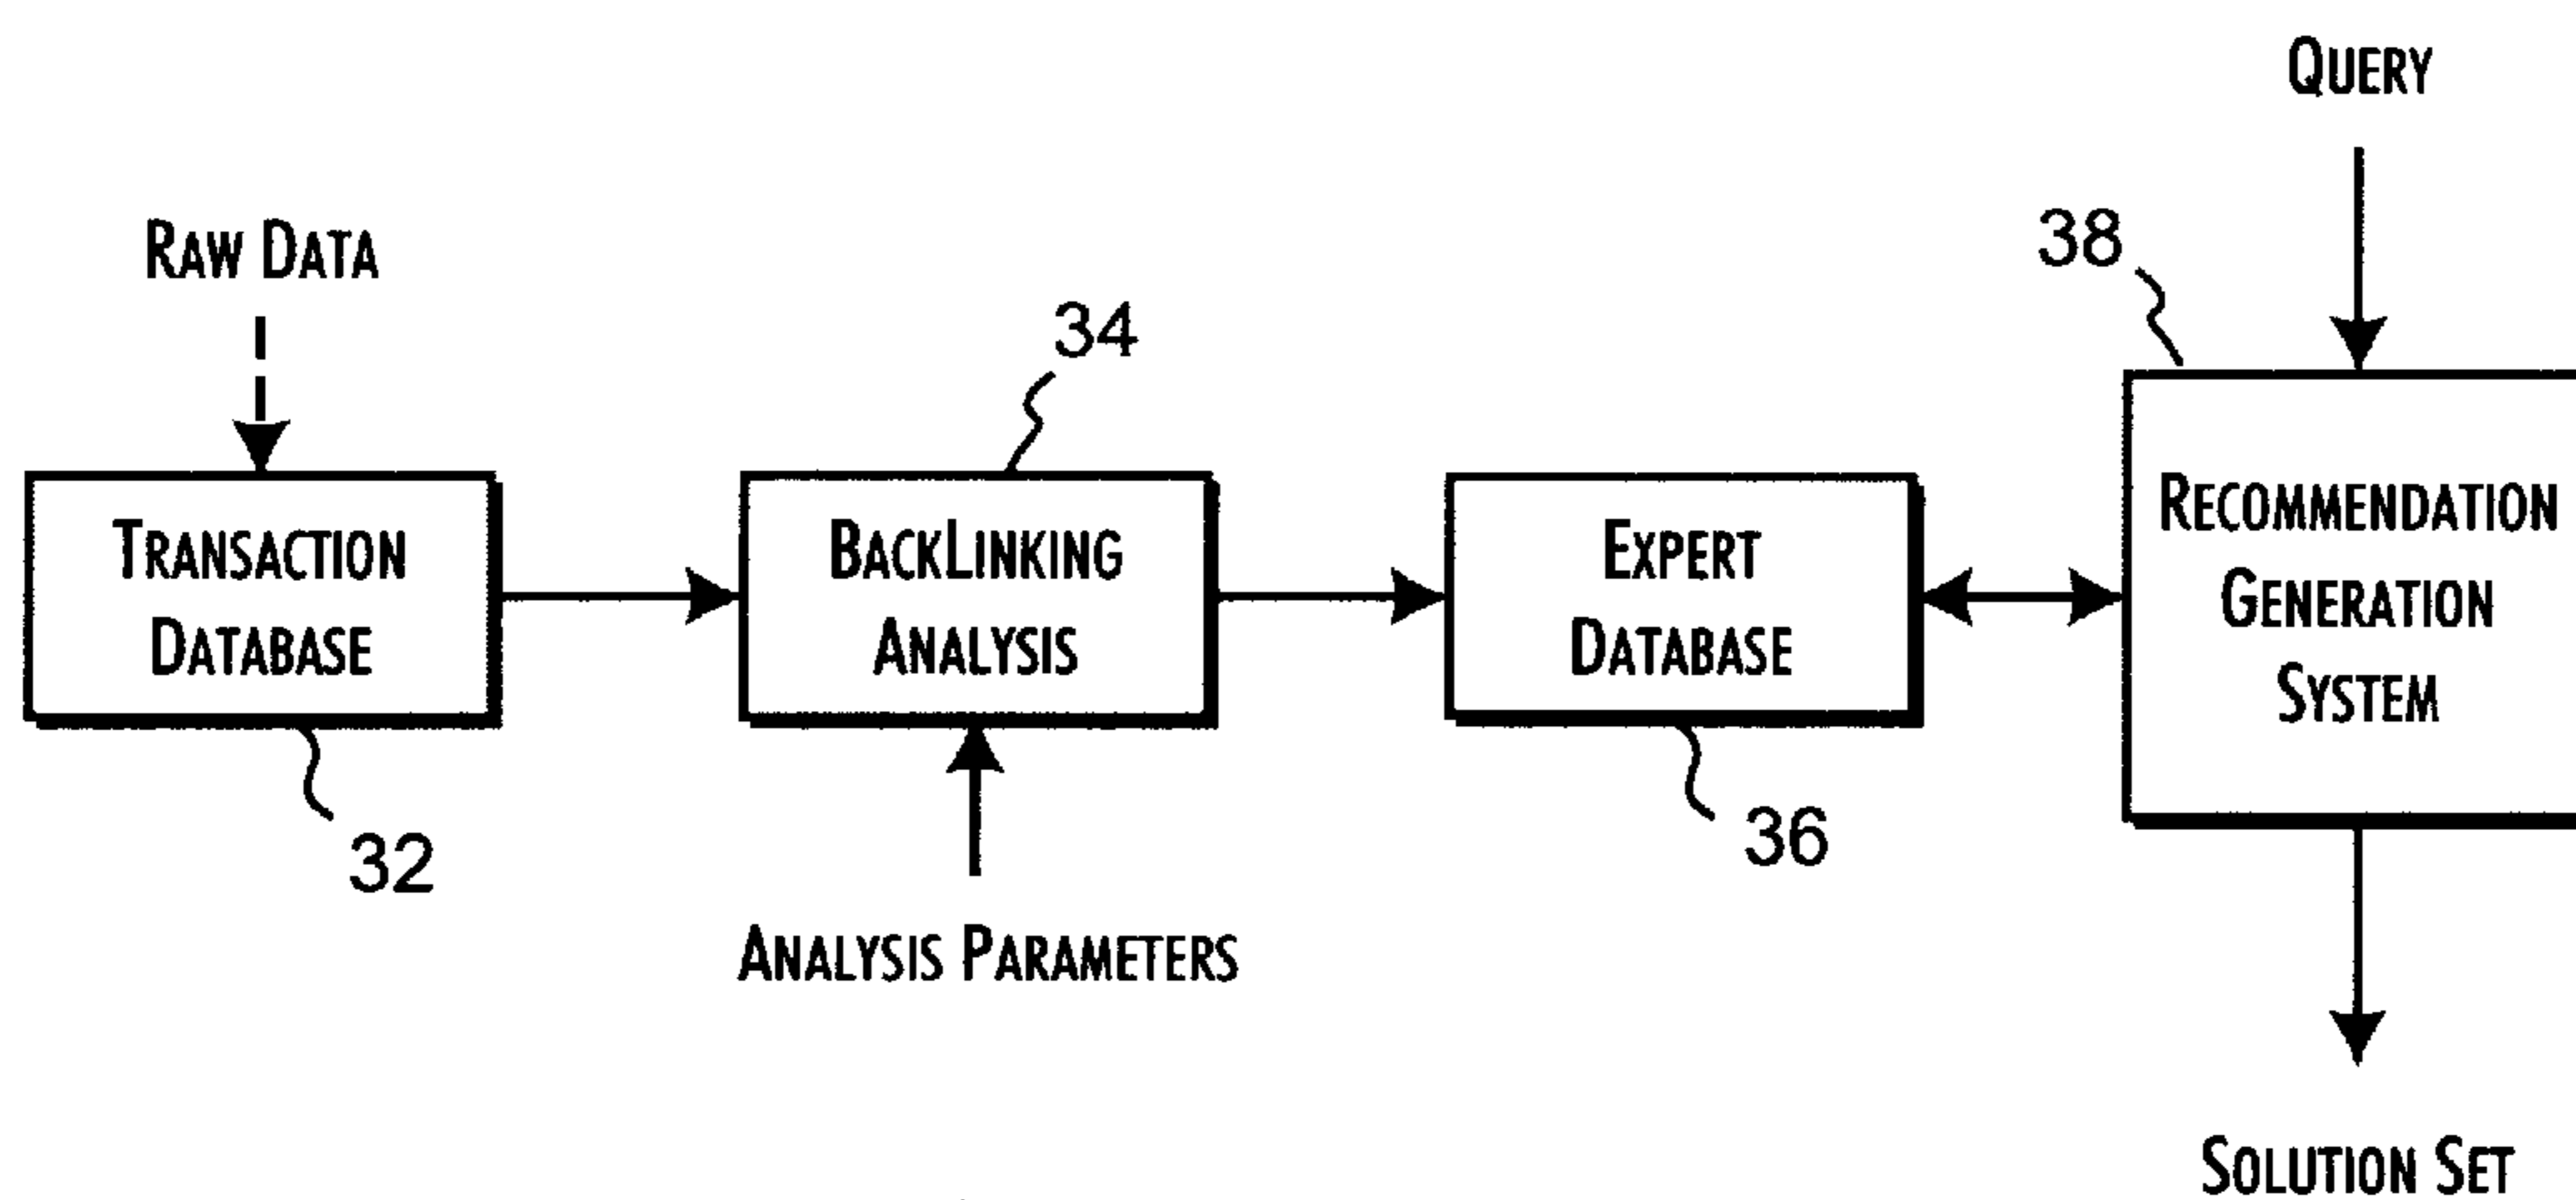 QUERY
38
RAW DATA
34
TRANSACTION
DATABASE
BACKLINKING
ANALYSIS
EXPERT
DATABASE
RECOMMENDATION
GENERATION
SYSTEM
32
36
ANALYSIS PARAMETERS
SOLUTION SET